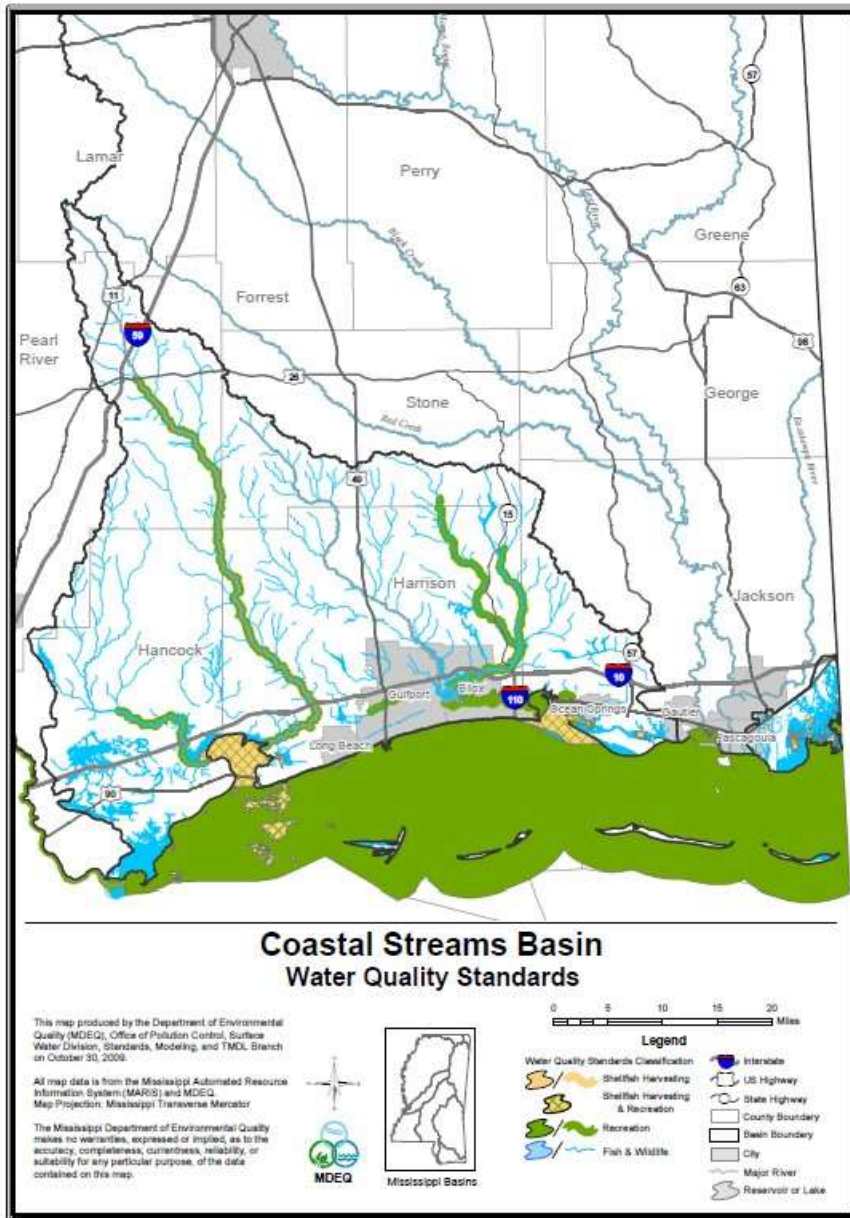 57
Lamar
Perry
Greene
Black Creek
11
Forrest
63
59
Pearl
River
98
26
Stone
George
Red Creek
49
15
Harrison
Jackson
Hancock
57
10
Gulfport
Biloxi
110
Ocean Springs
Gautier
Long Beach
Pascagoula
90
Coastal Streams Basin
Water Quality Standards
This map produced by the Department of Environmental
Quality (MDEQ), Office of Pollution Control, Surface
Water Division, Standards, Modeling, and TMDL Branch
on October 30, 2009.
All map data is from the Mississippi Automated Resource
Information System (MARIS) and MDEQ.
Map Projection: Mississippi Transverse Mercator
The Mississippi Department of Environmental Quality
makes no warranties, expressed or implied, as to the
accuracy, completeness, currentness, reliability, or
suitability for any particular purpose, of the data
contained on this map.
MDEQ
Mississippi Basins
0 5 10 15 20
Miles
Legend
Water Quality Standards Classification
Shellfish Harvesting
Shellfish Harvesting
& Recreation
Recreation
Fish & Wildlife
Interstate
US Highway
State Highway
County Boundary
Basin Boundary
City
Major River
Reservoir or Lake